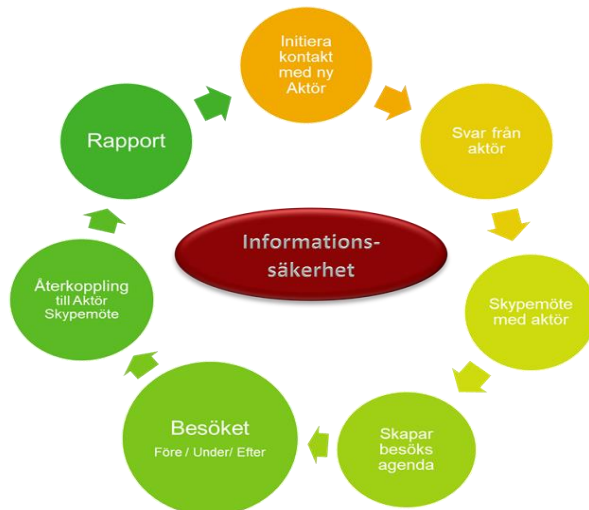 Initiera
kontakt
med ny
Aktör
Svar från
aktör
Skypemöte
med aktör
Skapar
besöks
agenda
Besöket
Före / Under/ Efter
Återkoppling
till Aktör
Skypemöte
Rapport
Informations-
säkerhet